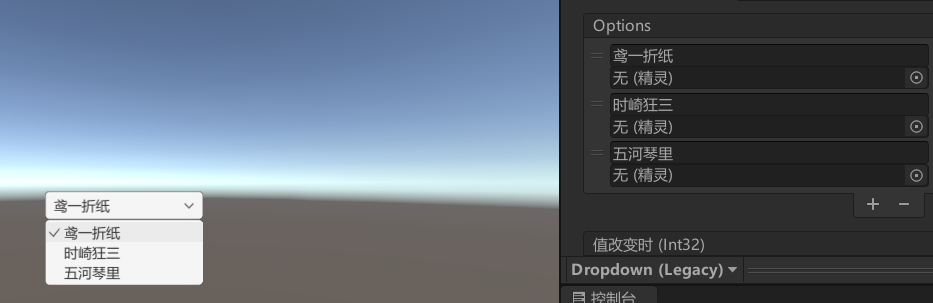 鸢一折纸
鸢一折纸
时崎狂三
五河琴里
Options
鸢一折纸
无 (精灵)
时崎狂三
无 (精灵)
五河琴里
无 (精灵)
值改变时 (Int32)
Dropdown (Legacy)
控制台